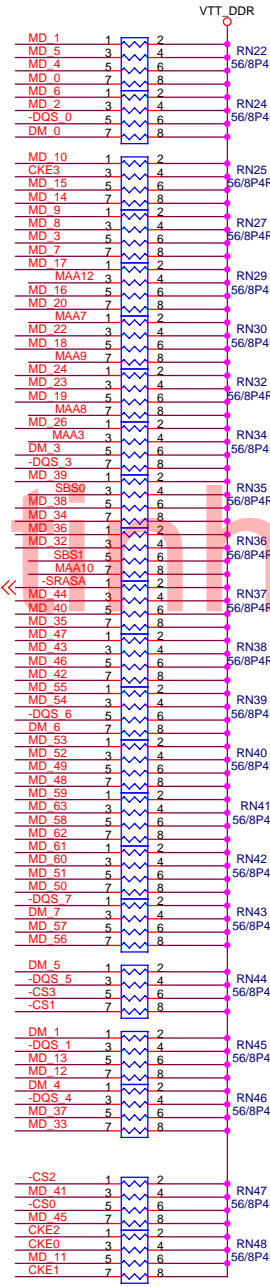 VTT_DDR
MD_1 1 2
MD_5 3 4 RN22
MD_4 5 6 56/8P4
MD_0 7 8
MD_6 1 2
MD_2 3 4 RN24
-DQS_0 5 6 56/8P4
DM_0 7 8
MD_10 1 2
CKE3 3 4 RN25
MD_15 5 6 56/8P4R
MD_14 7 8
MD_9 1 2
MD_8 3 4 RN27
MD_3 5 6 56/8P4R
MD_7 7 8
MD_17 1 2
MAA12 3 4 RN29
MD_16 5 6 56/8P4R
MD_20 7 8
MAA7 1 2
MD_22 3 4 RN30
MD_18 5 6 56/8P4
MAA9 7 8
MD_24 1 2
MD_23 3 4 RN32
MD_19 5 6 56/8P4R
MAA8 7 8
MD_26 1 2
MAA3 3 4 RN34
DM_3 5 6 56/8P4R
-DQS_3 7 8
MD_39 1 2
SBS0 3 4 RN35
MD_38 5 6 56/8P4R
MD_34 7 8
MD_36 1 2
MD_32 3 4 RN36
SBS1 5 6 56/8P4R
MAA10 7 8
-SRASA 1 2
MD_44 3 4 RN37
MD_40 5 6 56/8P4R
MD_35 7 8
MD_47 1 2
MD_43 3 4 RN38
MD_46 5 6 56/8P4R
MD_42 7 8
MD_55 1 2
MD_54 3 4 RN39
-DQS_6 5 6 56/8P4
DM_6 7 8
MD_53 1 2
MD_52 3 4 RN40
MD_49 5 6 56/8P4
MD_48 7 8
MD_59 1 2
MD_63 3 4 RN41
MD_58 5 6 56/8P4
MD_62 7 8
MD_61 1 2
MD_60 3 4 RN42
MD_51 5 6 56/8P4
MD_50 7 8
-DQS_7 1 2
DM_7 3 4 RN43
MD_57 5 6 56/8P4
MD_56 7 8
DM_5 1 2
-DQS_5 3 4 RN44
-CS3 5 6 56/8P4
-CS1 7 8
DM_1 1 2
-DQS_1 3 4 RN45
MD_13 5 6 56/8P4
MD_12 7 8
DM_4 1 2
-DQS_4 3 4 RN46
MD_37 5 6 56/8P4
MD_33 7 8
-CS2 1 2
MD_41 3 4 RN47
-CS0 5 6 56/8P4
MD_45 7 8
CKE2 1 2
CKE0 3 4 RN48
MD_11 5 6 56/8P4
CKE1 7 8
tinh